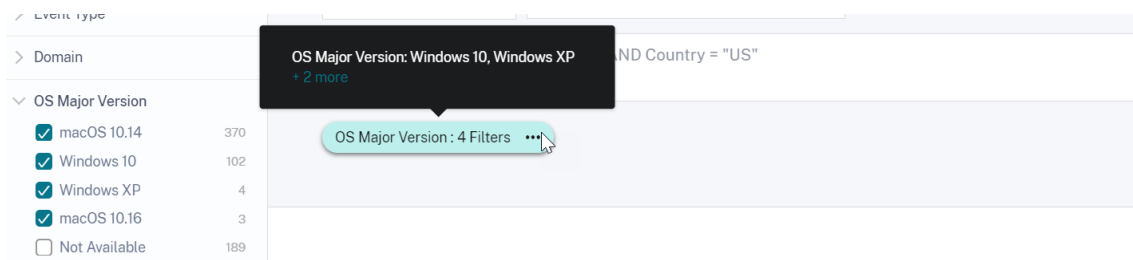 Event Type
Domain
OS Major Version
macOS 10.14 370
Windows 10 102
Windows XP 4
macOS 10.16 3
Not Available 189
OS Major Version: Windows 10, Windows XP
+ 2 more
AND Country = "US"
OS Major Version : 4 Filters •••